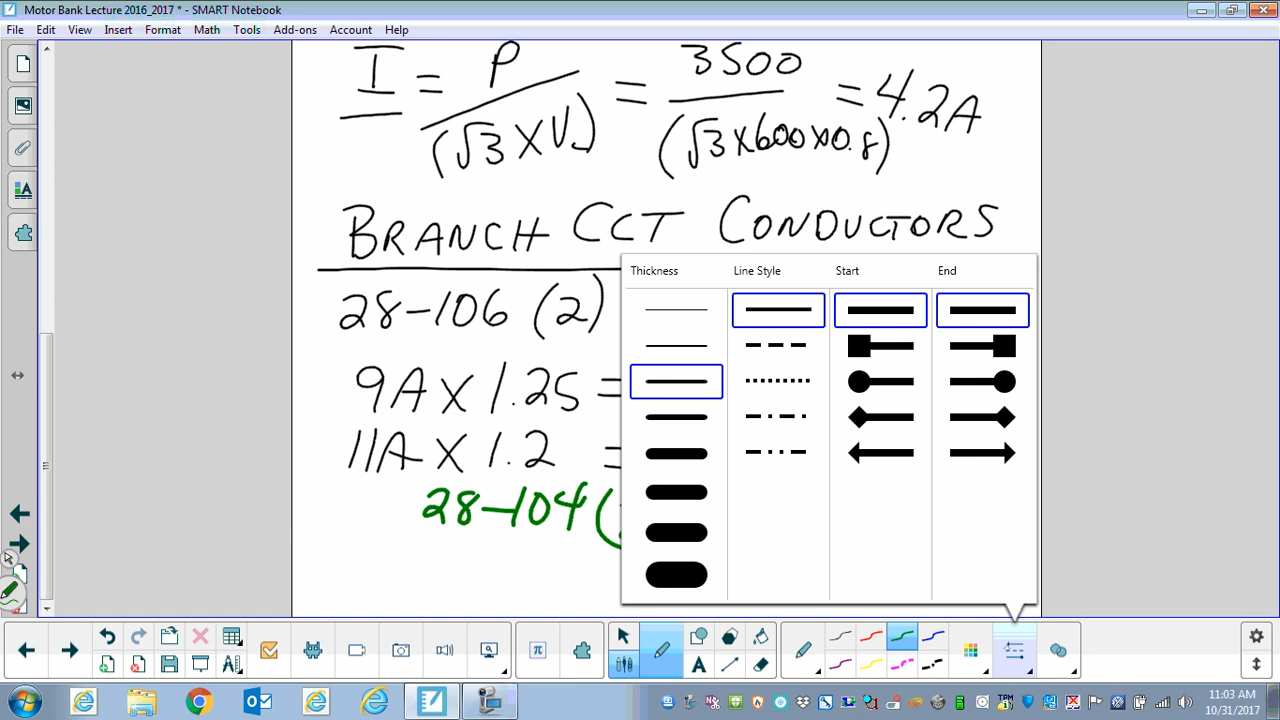 Motor Bank Lecture 2016_2017 * - SMART Notebook
File Edit View Insert Format Math Tools Add-ons Account Help
I = P / (√3 X V) = 3500 / (√3 X 600 X 0.8) = 4.2A
BRANCH CCT CONDUCTORS
28-106 (2)
9A X 1.25 =
11A X 1.2 =
28-104 (
Thickness Line Style Start End
11:03 AM
10/31/2017